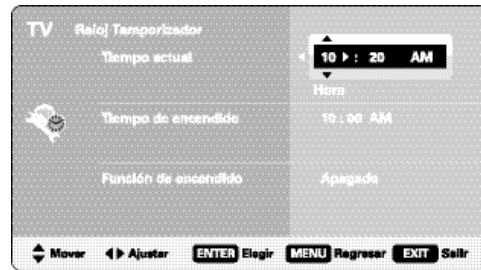 TV Reloj Temporizador
Tiempo actual 10 : 20 AM
Hora
Tiempo de encendido 10 : 00 AM
Función de encendido Apagado
Mover Ajustar ENTER Elegir MENU Regresar EXIT Salir